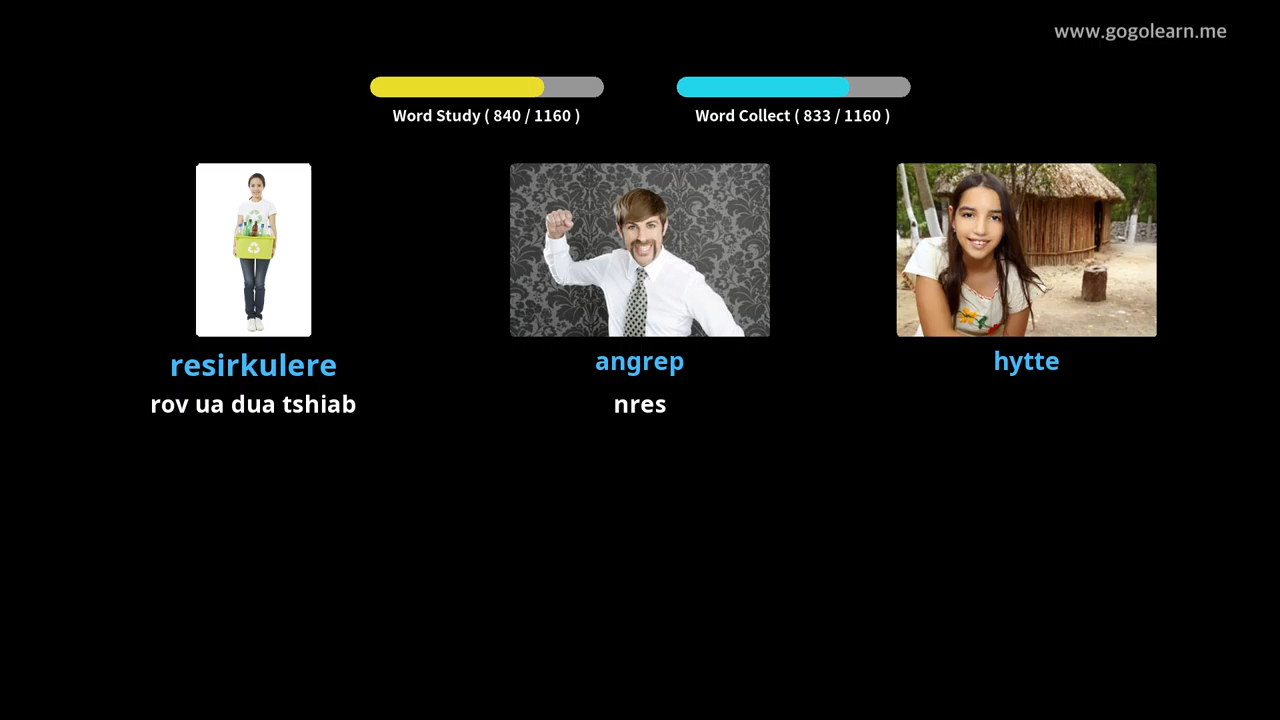 www.gogolearn.me
Word Study ( 840 / 1160 )
Word Collect ( 833 / 1160 )
resirkulere
angrep
hytte
rov ua dua tshiab
nres